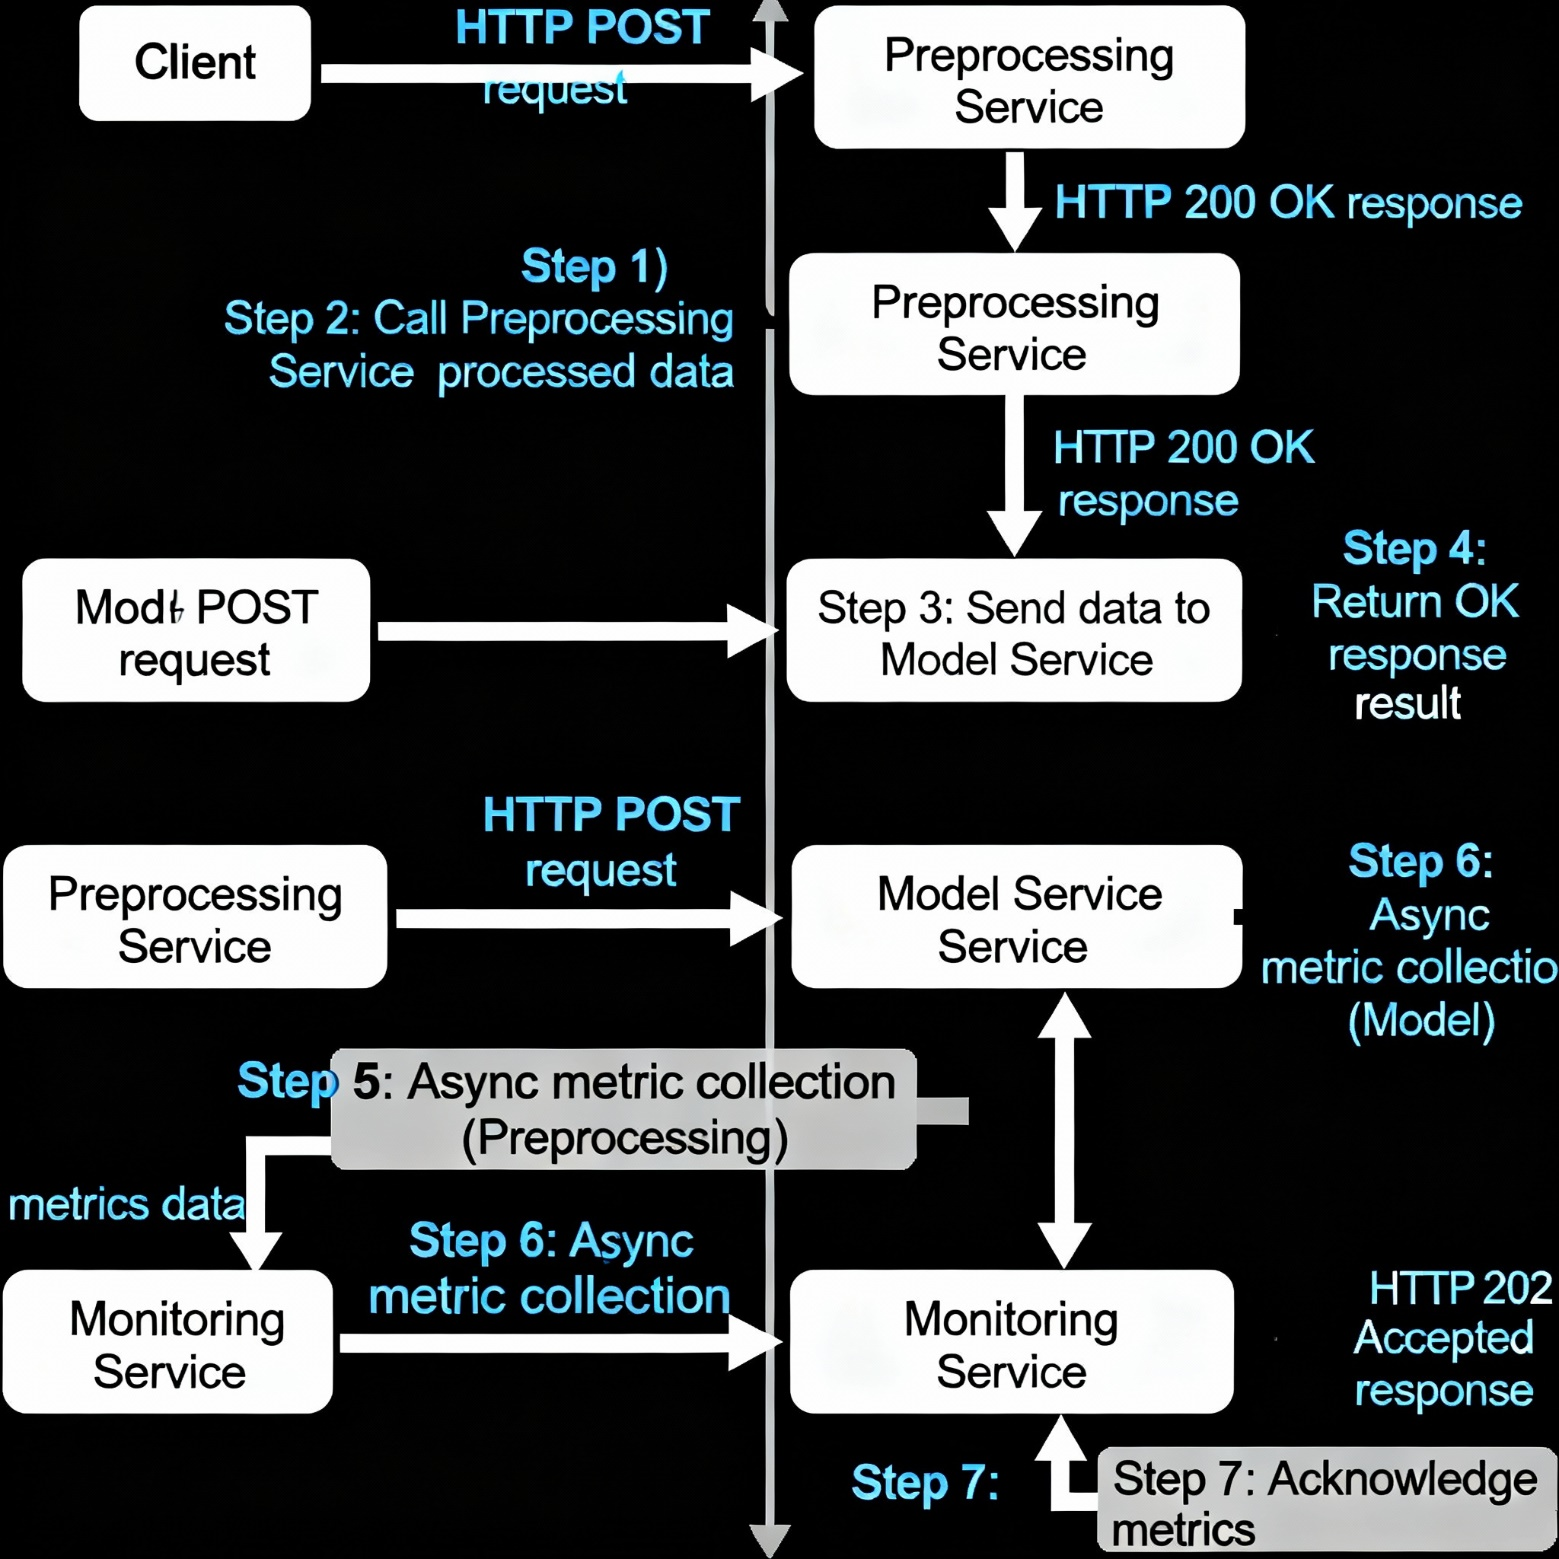 Client
HTTP POST
request
Preprocessing
Service
HTTP 200 OK response
Step 1)
Step 2: Call Preprocessing
Service processed data
Preprocessing
Service
HTTP 200 OK
response
POST
request
Step 3: Send data to
Model Service
Step 4:
Return OK
response
result
HTTP POST
request
Preprocessing
Service
Model Service
Service
Step 6:
Async
metric collectio
(Model)
Step 5: Async metric collection
(Preprocessing)
metrics data
Step 6: Async
metric collection
Monitoring
Service
Monitoring
Service
HTTP 202
Accepted
response
Step 7:
Step 7: Acknowledge
metrics